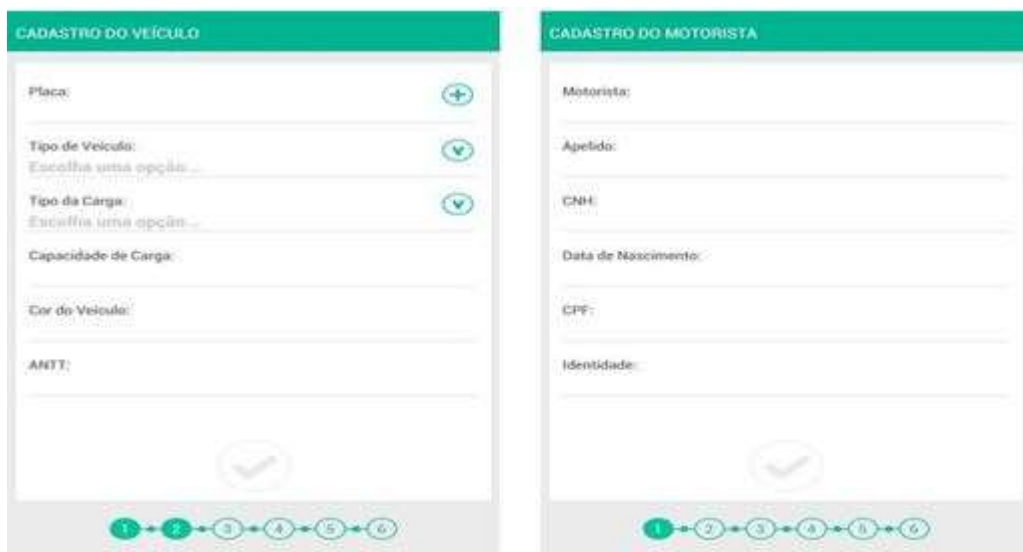 CADASTRO DO VEÍCULO
Placa:
Tipo de Veículo:
Escolha uma opção...
Tipo da Carga:
Escolha uma opção...
Capacidade de Carga:
Cor do Veículo:
ANTT:
1 2 3 4 5 6
CADASTRO DO MOTORISTA
Motorista:
Apelido:
CNH:
Data de Nascimento:
CPF:
Identidade:
1 2 3 4 5 6